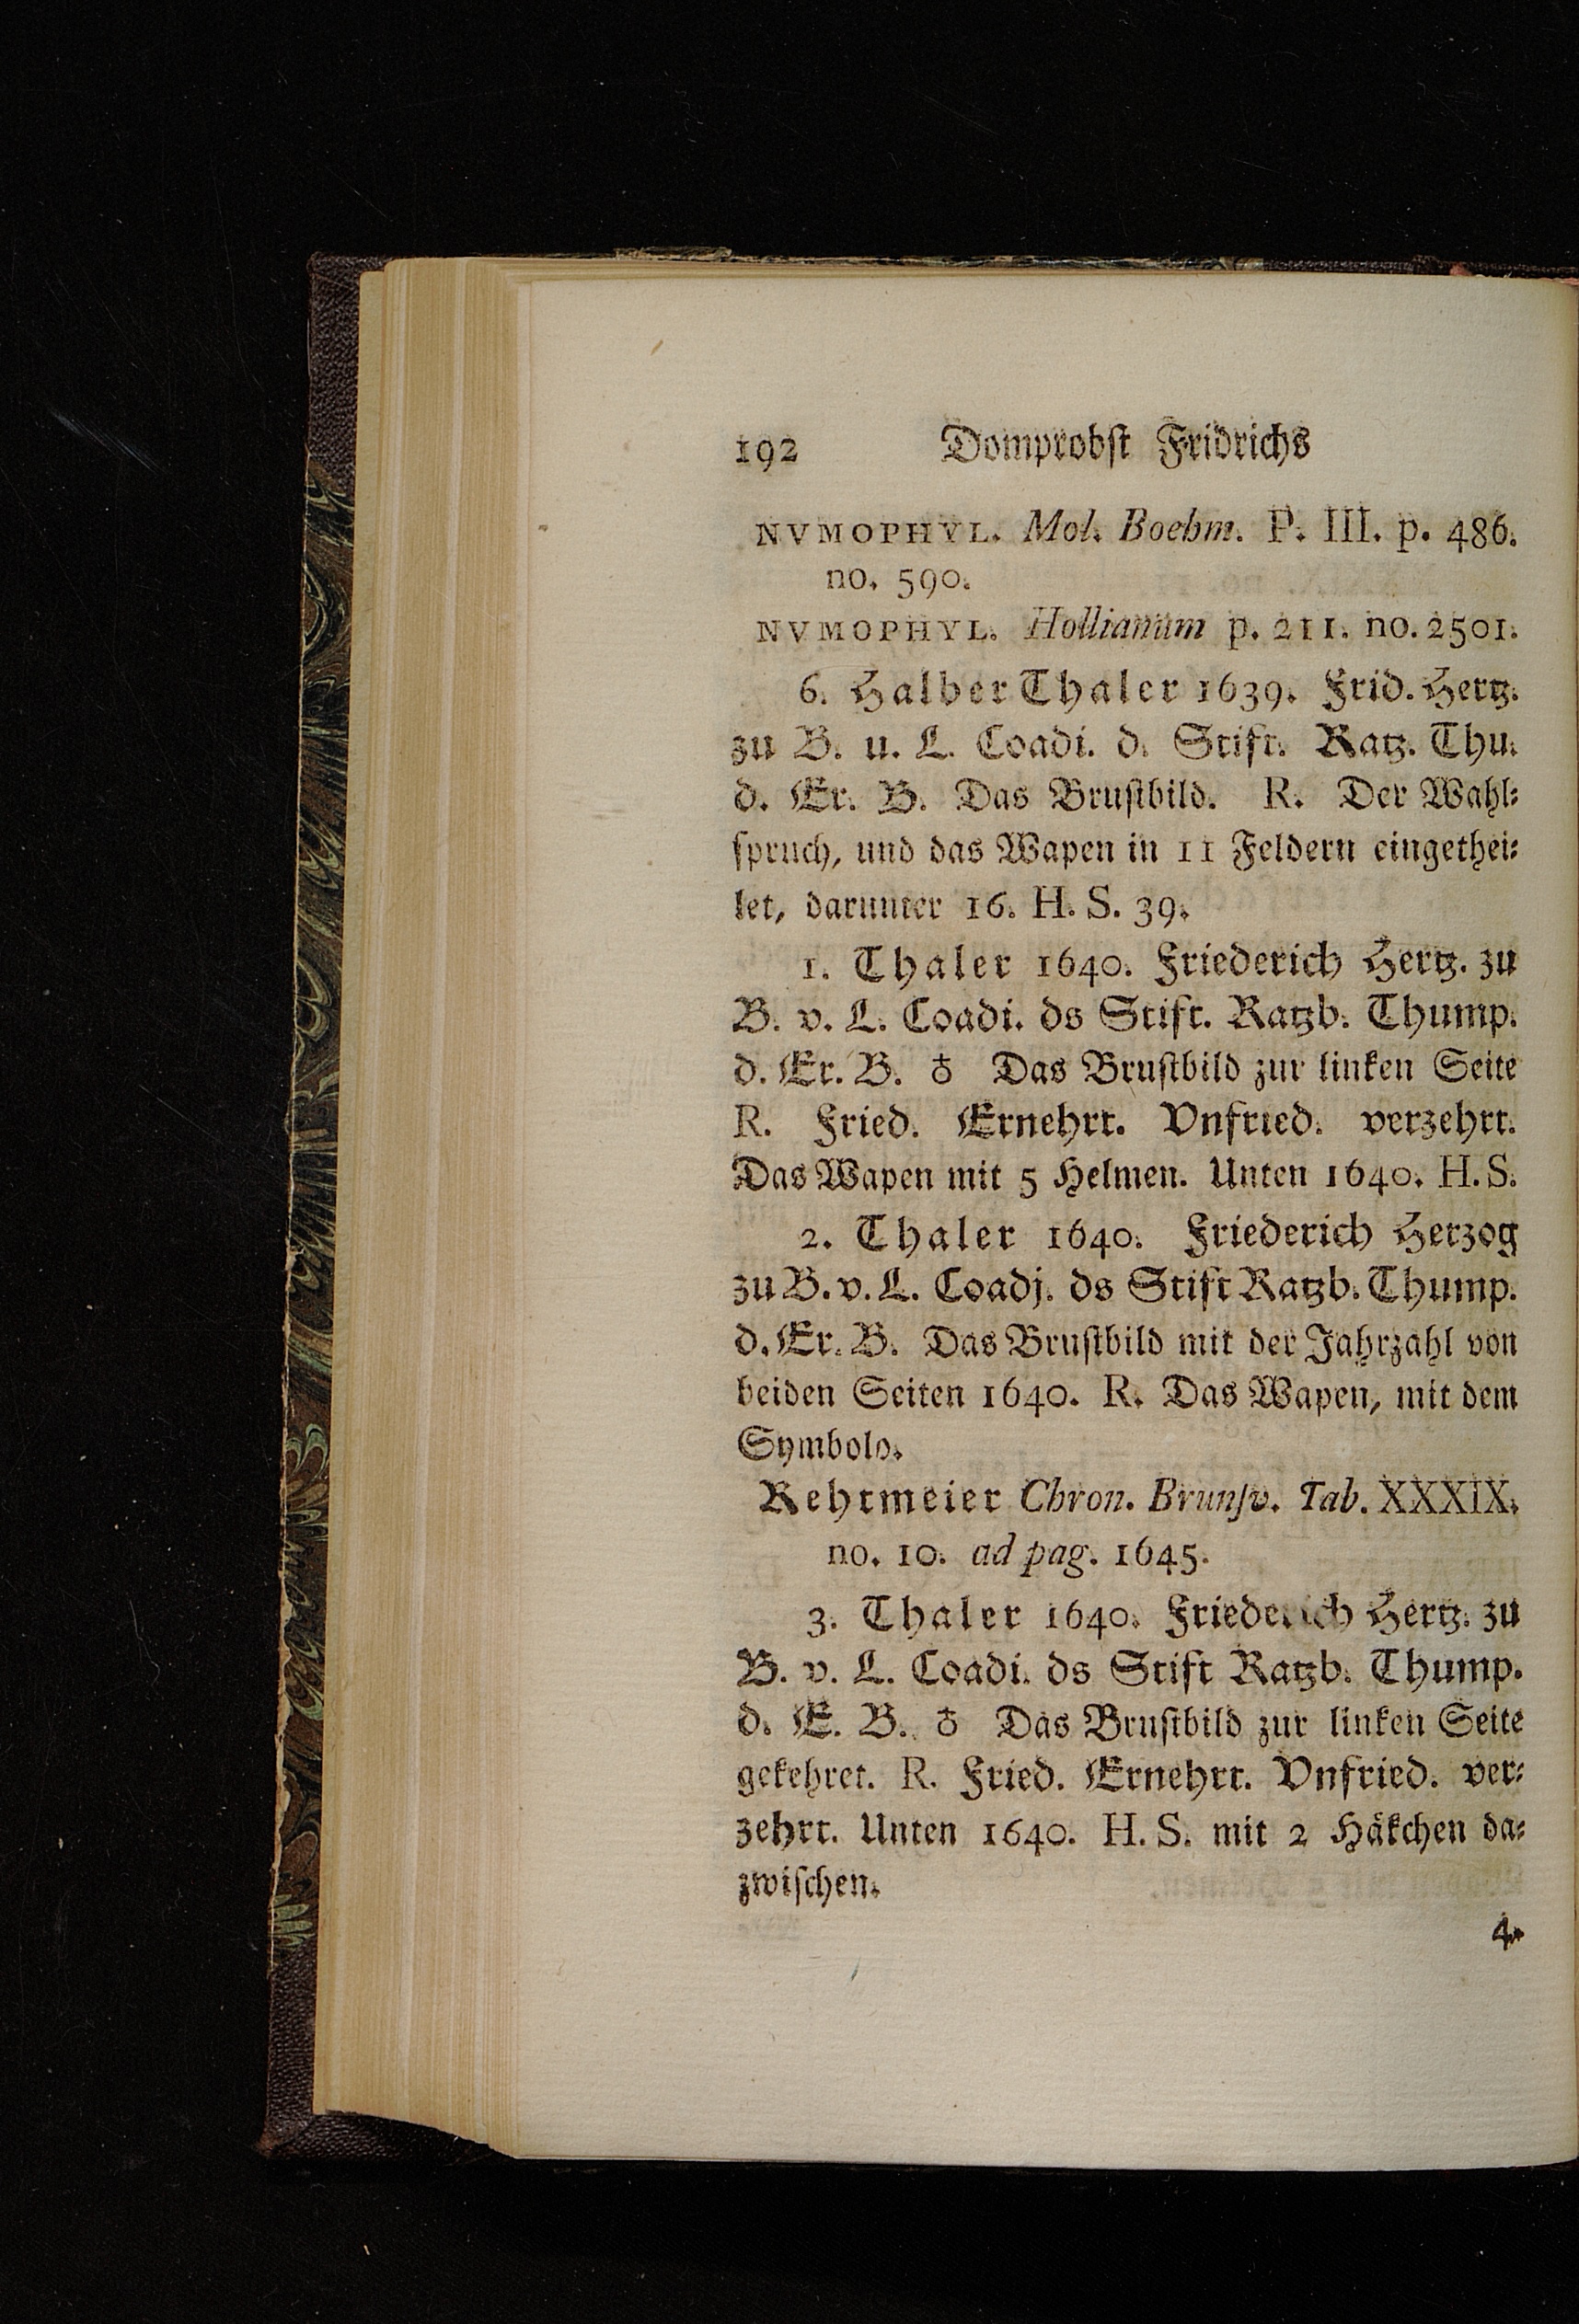 192 Domprobst Fridrichs
NVMOPHYL. Mol. Boehm. P. III. p. 486.
no. 590.
NVMOPHYL. Hollianum p. 211. no. 2501.
6. Halber Thaler 1639. Frid. Hertz.
zu B. u. L. Coadi. d. Stift. Ratz. Thu.
d. Er. B. Das Brustbild. R. Der Wahl⸗
spruch, und das Wapen in 11 Feldern eingethei⸗
let, darunter 16. H. S. 39.
1. Thaler 1640. Friederich Hertz. zu
B. v. L. Coadi. ds Stift. Ratzb. Thump.
d. Er. B. ♁ Das Brustbild zur linken Seite
R. Fried. Ernehrt. Vnfried. verzehrt.
Das Wapen mit 5 Helmen. Unten 1640. H. S.
2. Thaler 1640. Friederich Herzog
zu B. v. L. Coadj. ds Stift Ratzb. Thump.
d. Er. B. Das Brustbild mit der Jahrzahl von
beiden Seiten 1640. R. Das Wapen, mit dem
Symbolo.
Rehtmeier Chron. Brunsv. Tab. XXXIX.
no. 10. ad pag. 1645.
3. Thaler 1640. Friederich Hertz. zu
B. v. L. Coadi. ds Stift Ratzb. Thump.
d. E. B. ♁ Das Brustbild zur linken Seite
gekehret. R. Fried. Ernehrt. Vnfried. ver⸗
zehrt. Unten 1640. H. S. mit 2 Häkchen da⸗
zwischen.
4.